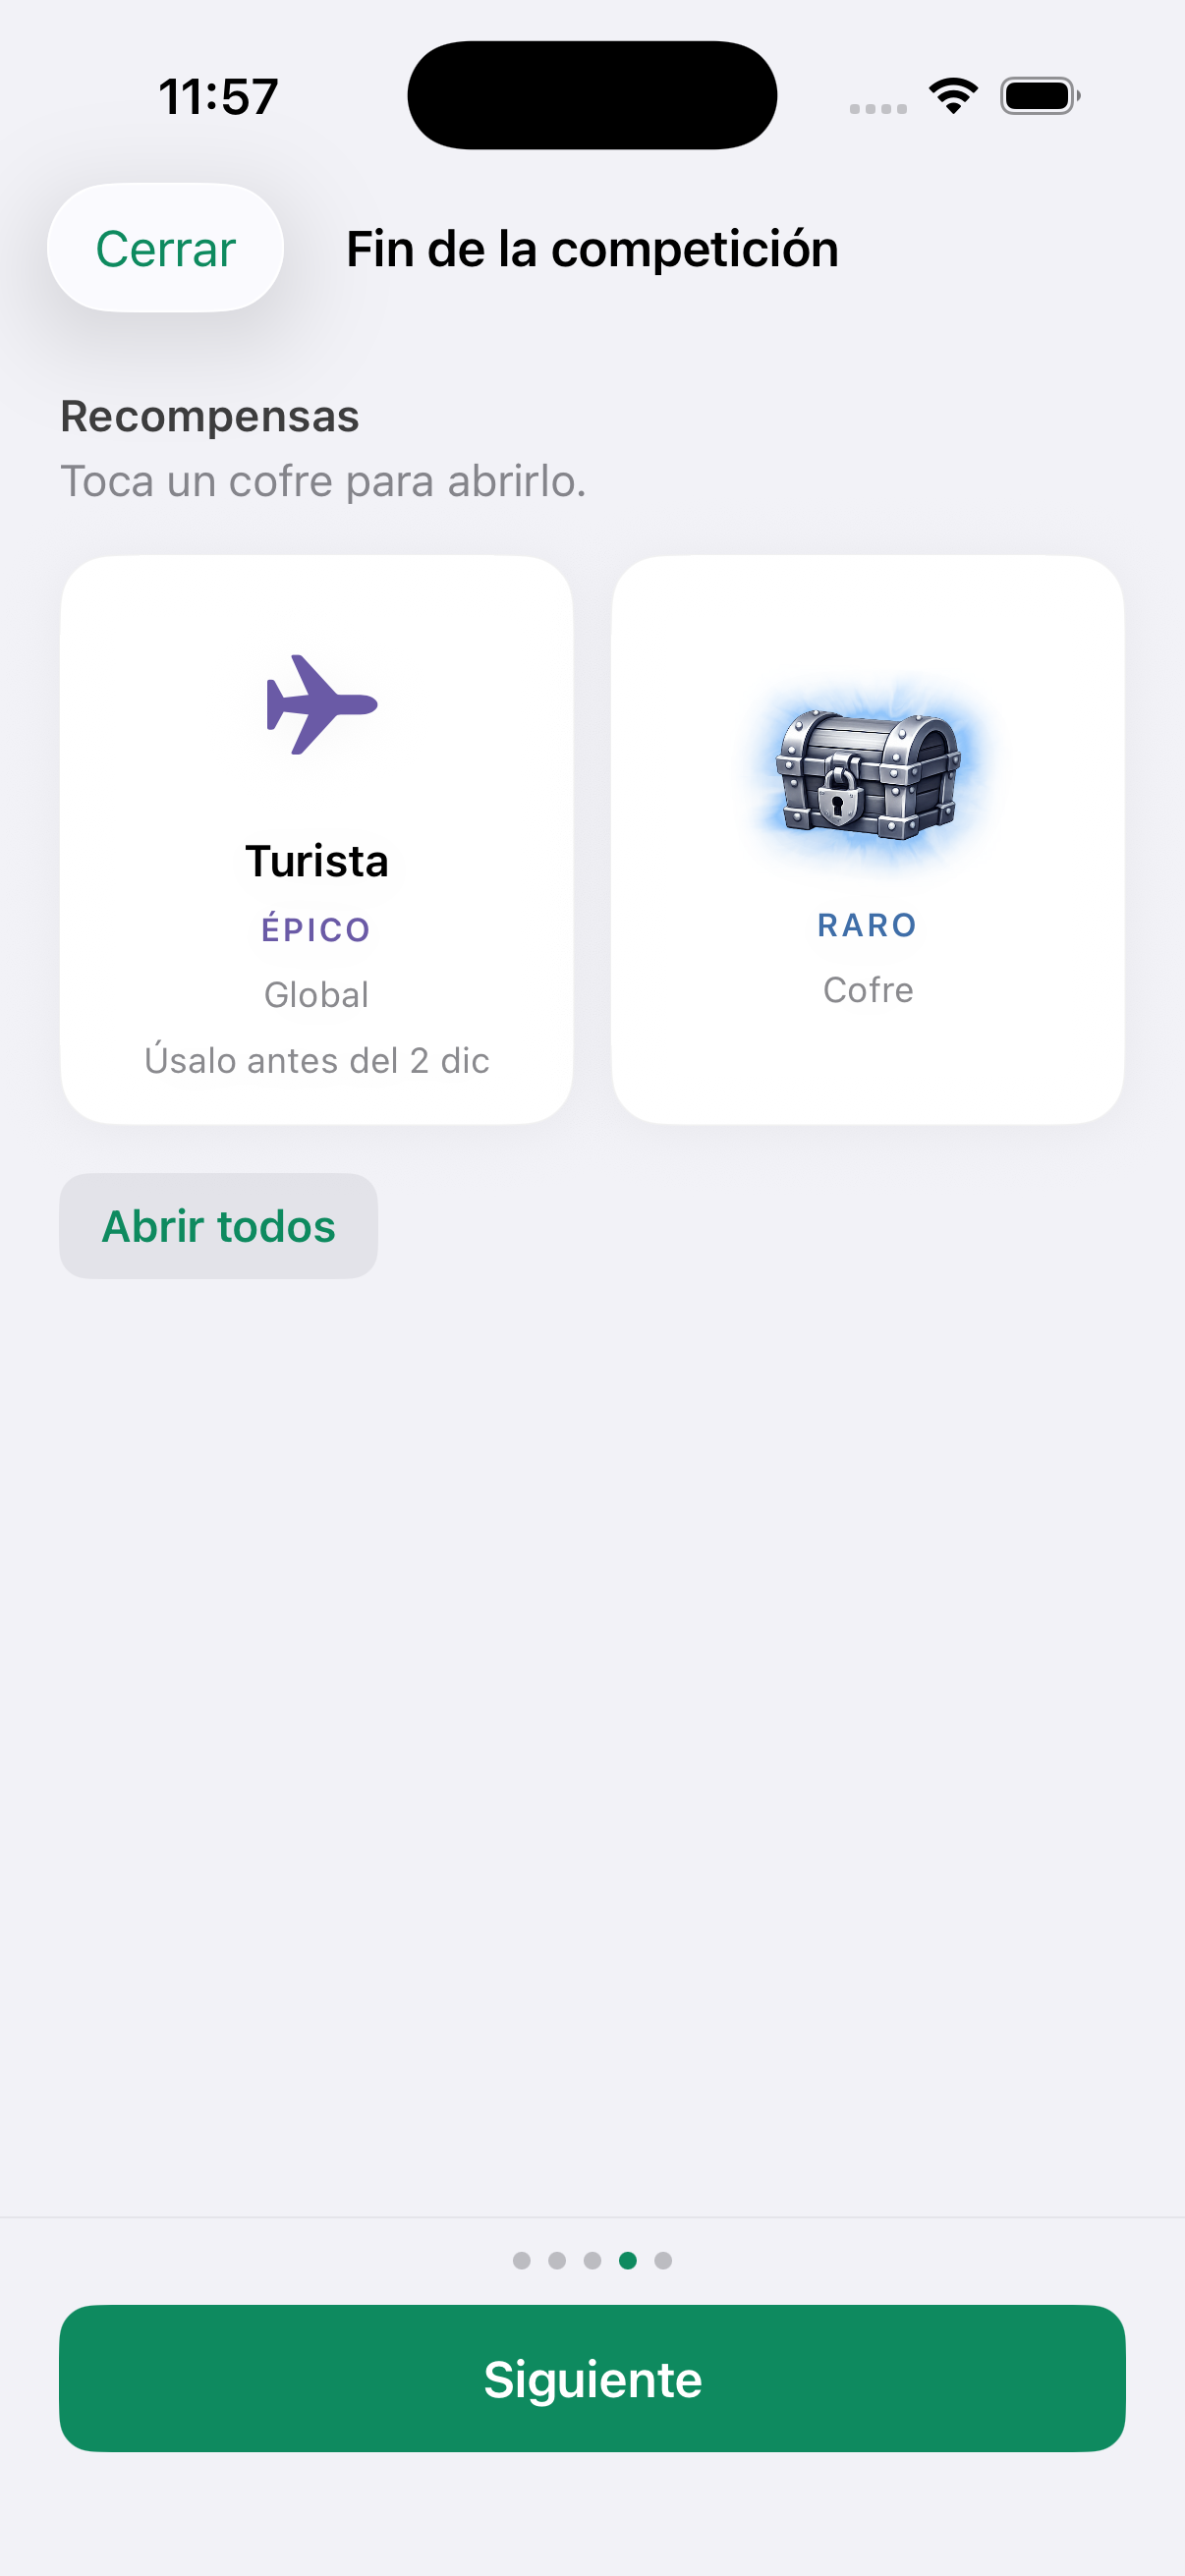 11:57
Cerrar
Fin de la competición
Recompensas
Toca un cofre para abrirlo.
Turista
ÉPICO
Global
Úsalo antes del 2 dic
RARO
Cofre
Abrir todos
Siguiente